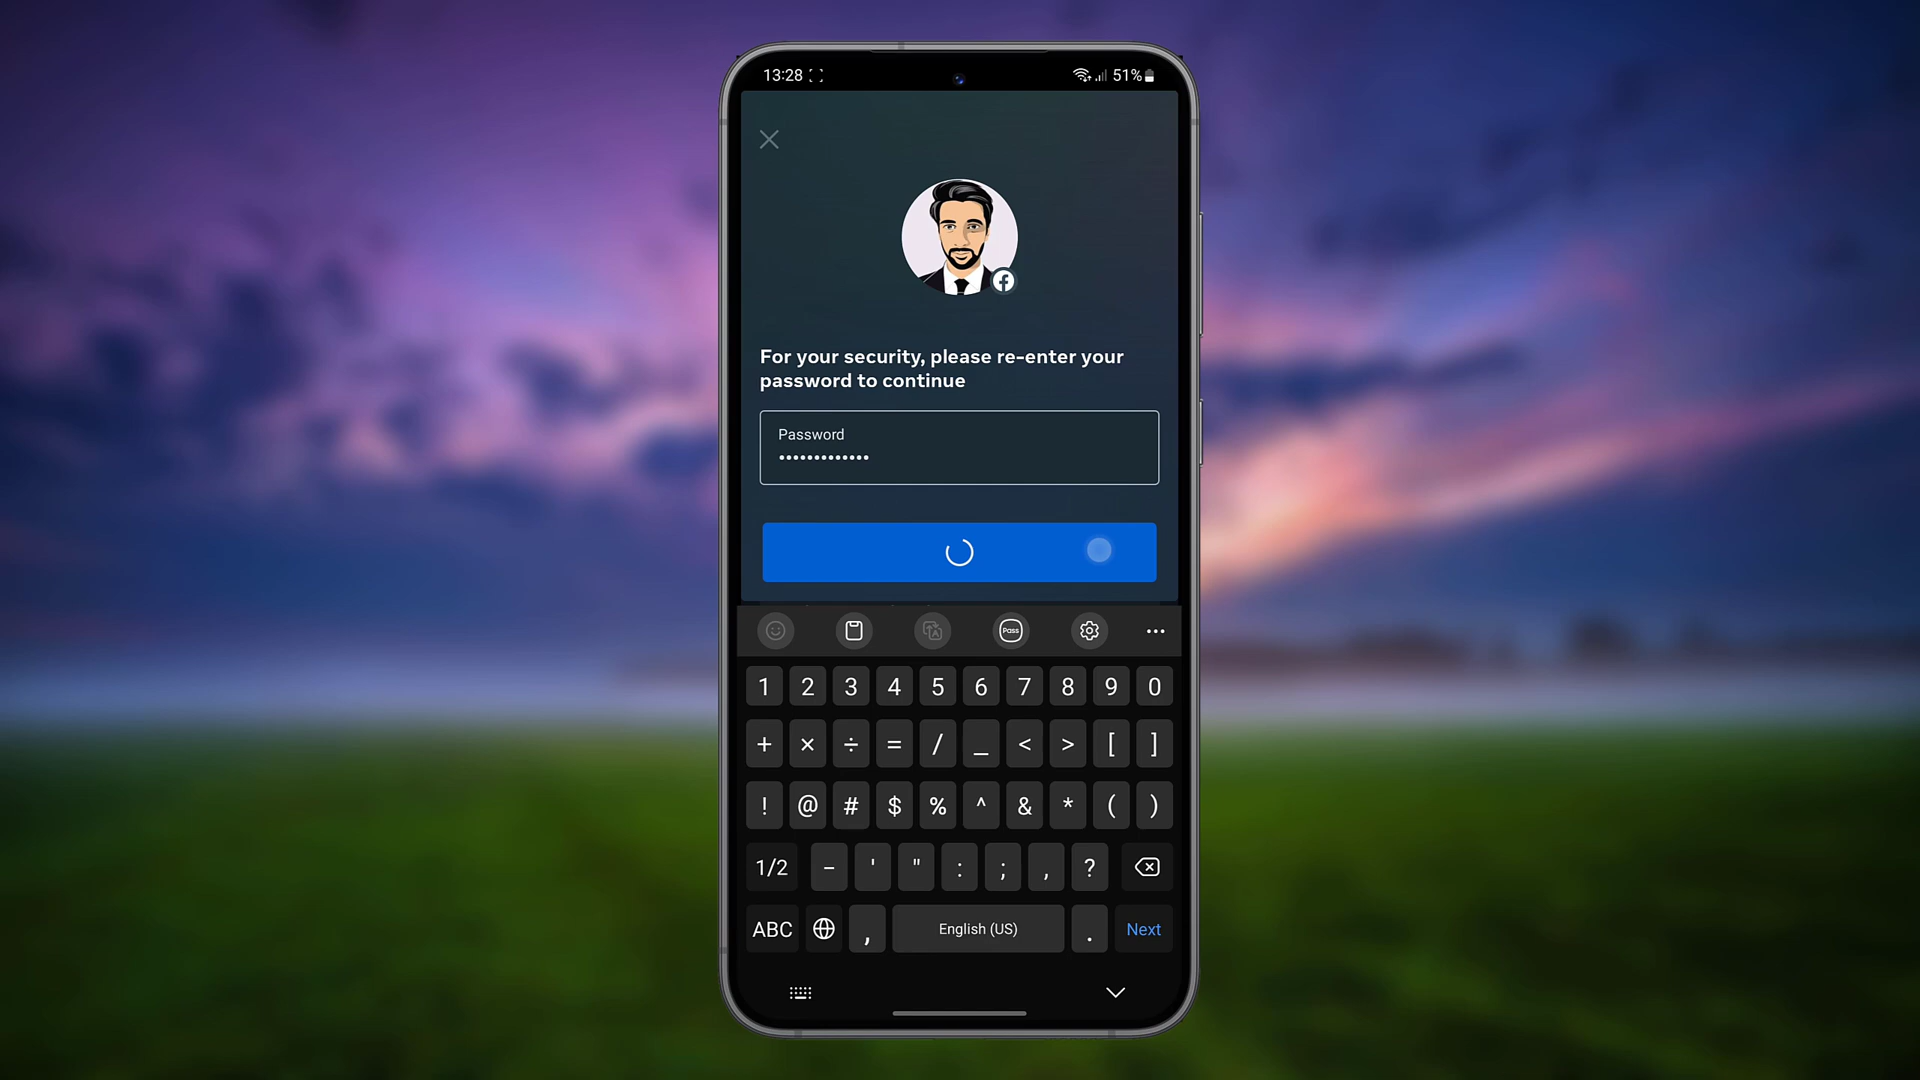 13:28 51%
For your security, please re-enter your
password to continue
Password
•••••••••••••
Pass
1 2 3 4 5 6 7 8 9 0
+ × ÷ = / _ < > [ ]
! @ # $ % ^ & * ( )
1/2 - ' " : ; , ?
ABC , English (US) . Next